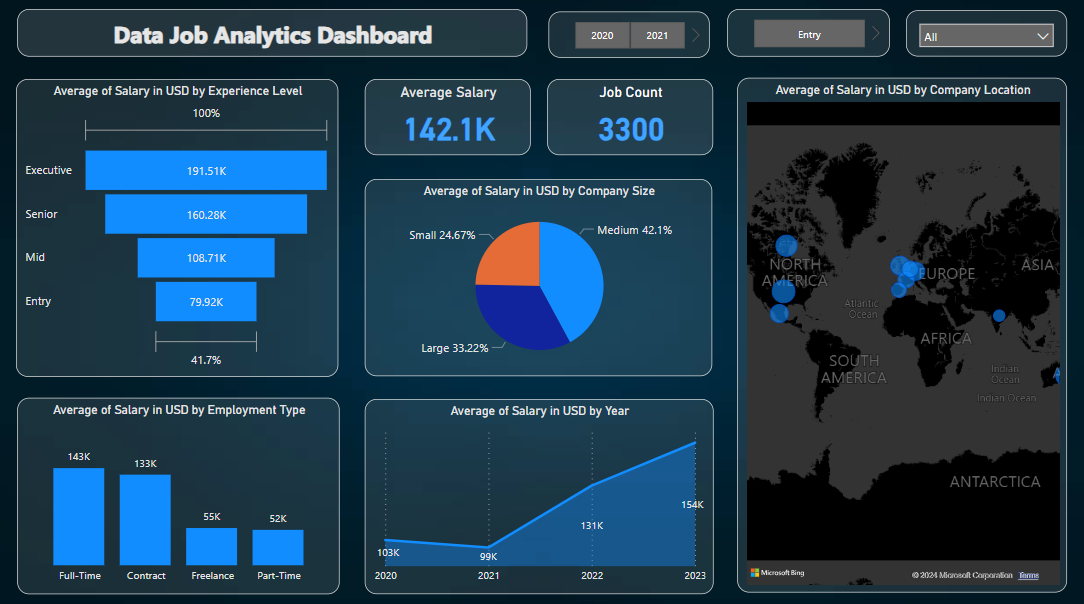 Data Job Analytics Dashboard
2020
2021
Entry
All
Average of Salary in USD by Experience Level
100%
Executive
191.51K
Senior
160.28K
Mid
108.71K
Entry
79.92K
41.7%
Average Salary
142.1K
Job Count
3300
Average of Salary in USD by Company Size
Small 24.67%
Medium 42.1%
Large 33.22%
Average of Salary in USD by Company Location
NORTH
AMERICA
EUROPE
ASIA
Atlantic
Ocean
AFRICA
SOUTH
AMERICA
Indian
Ocean
Indian Ocean
A
ANTARCTICA
Microsoft Bing
© 2024 Microsoft Corporation Terms
Average of Salary in USD by Employment Type
143K
133K
55K
52K
Full-Time
Contract
Freelance
Part-Time
Average of Salary in USD by Year
103K
99K
131K
154K
2020
2021
2022
2023